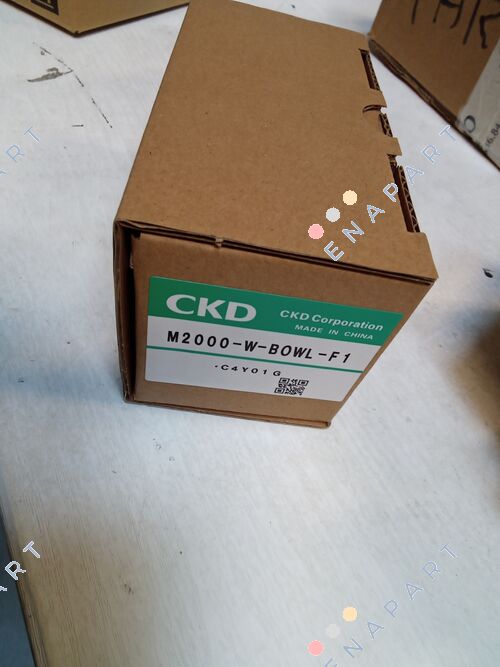 CKD
CKD Corporation
MADE IN CHINA
M2000-W-BOWL-F1
-C4Y01G
ENAPART
ENAPART